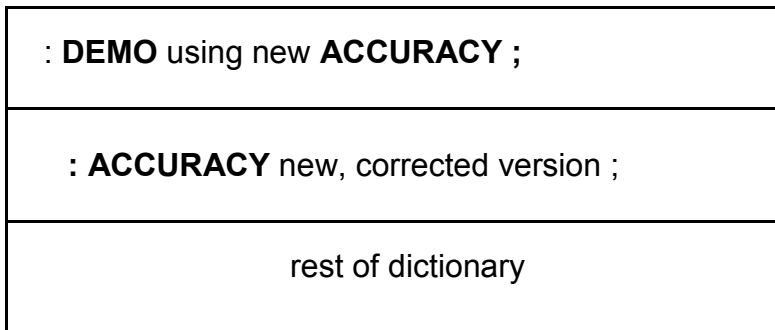 : DEMO using new ACCURACY ;
: ACCURACY new, corrected version ;
rest of dictionary